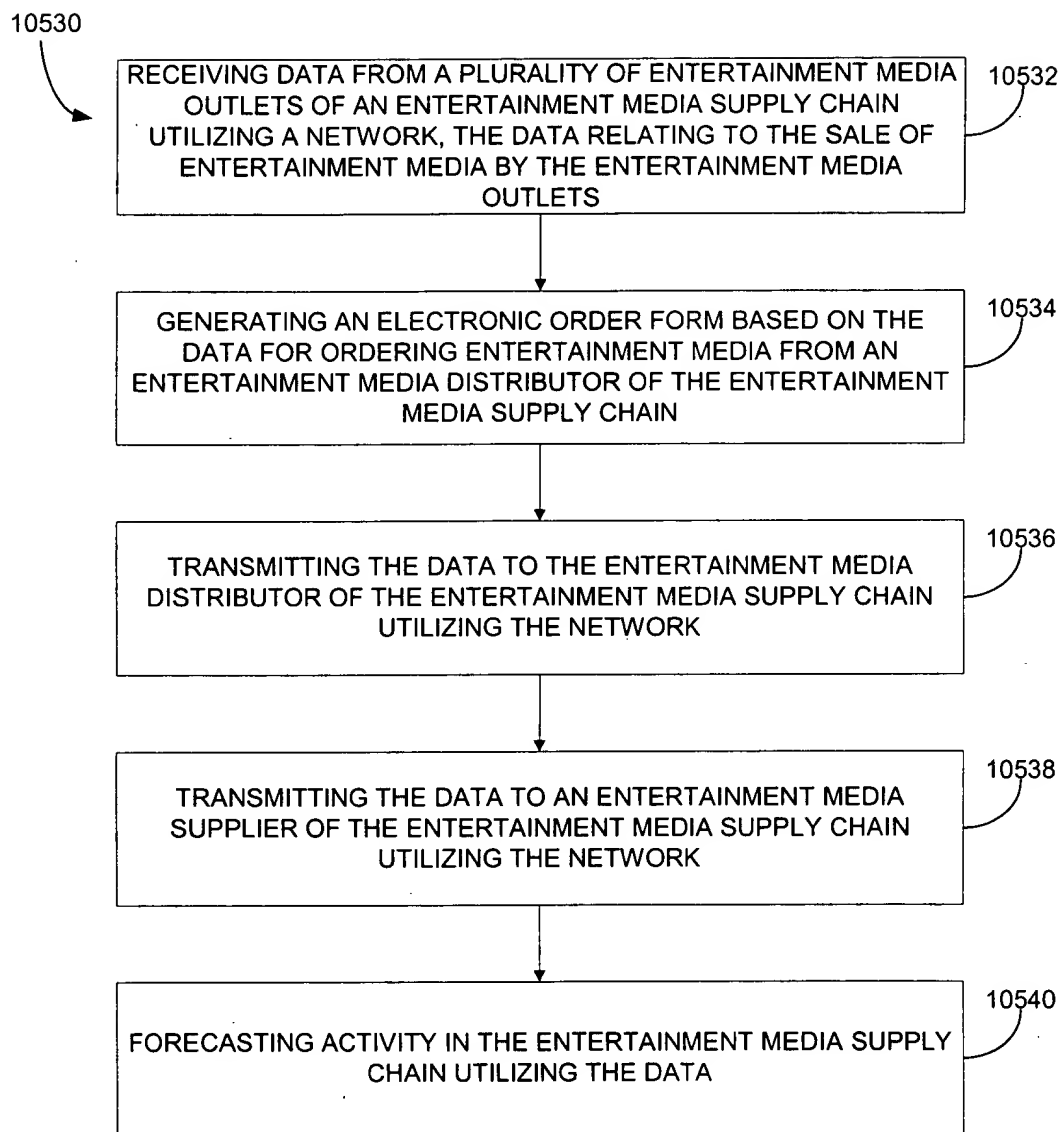 10530
RECEIVING DATA FROM A PLURALITY OF ENTERTAINMENT MEDIA
OUTLETS OF AN ENTERTAINMENT MEDIA SUPPLY CHAIN
UTILIZING A NETWORK, THE DATA RELATING TO THE SALE OF
ENTERTAINMENT MEDIA BY THE ENTERTAINMENT MEDIA
OUTLETS
10532
GENERATING AN ELECTRONIC ORDER FORM BASED ON THE
DATA FOR ORDERING ENTERTAINMENT MEDIA FROM AN
ENTERTAINMENT MEDIA DISTRIBUTOR OF THE ENTERTAINMENT
MEDIA SUPPLY CHAIN
10534
TRANSMITTING THE DATA TO THE ENTERTAINMENT MEDIA
DISTRIBUTOR OF THE ENTERTAINMENT MEDIA SUPPLY CHAIN
UTILIZING THE NETWORK
10536
TRANSMITTING THE DATA TO AN ENTERTAINMENT MEDIA
SUPPLIER OF THE ENTERTAINMENT MEDIA SUPPLY CHAIN
UTILIZING THE NETWORK
10538
FORECASTING ACTIVITY IN THE ENTERTAINMENT MEDIA SUPPLY
CHAIN UTILIZING THE DATA
10540